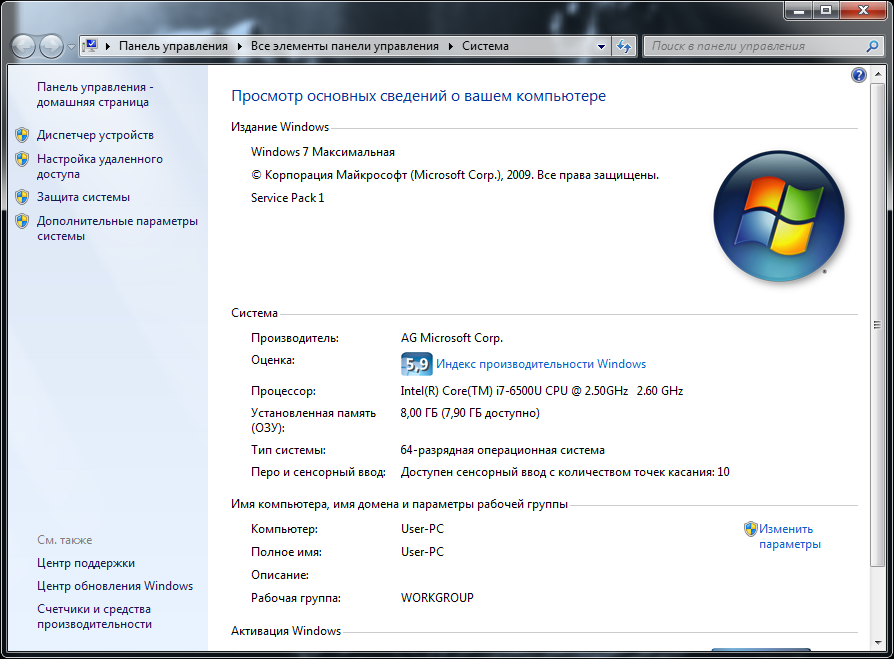 Панель управления ▸ Все элементы панели управления ▸ Система
Поиск в панели управления
Панель управления -
домашняя страница
Диспетчер устройств
Настройка удаленного
доступа
Защита системы
Дополнительные параметры
системы
См. также
Центр поддержки
Центр обновления Windows
Счетчики и средства
производительности
Просмотр основных сведений о вашем компьютере
Издание Windows
Windows 7 Максимальная
© Корпорация Майкрософт (Microsoft Corp.), 2009. Все права защищены.
Service Pack 1
Система
Производитель: AG Microsoft Corp.
Оценка: 5,9 Индекс производительности Windows
Процессор: Intel(R) Core(TM) i7-6500U CPU @ 2.50GHz 2.60 GHz
Установленная память 8,00 ГБ (7,90 ГБ доступно)
(ОЗУ):
Тип системы: 64-разрядная операционная система
Перо и сенсорный ввод: Доступен сенсорный ввод с количеством точек касания: 10
Имя компьютера, имя домена и параметры рабочей группы
Компьютер: User-PC Изменить
параметры
Полное имя: User-PC
Описание:
Рабочая группа: WORKGROUP
Активация Windows